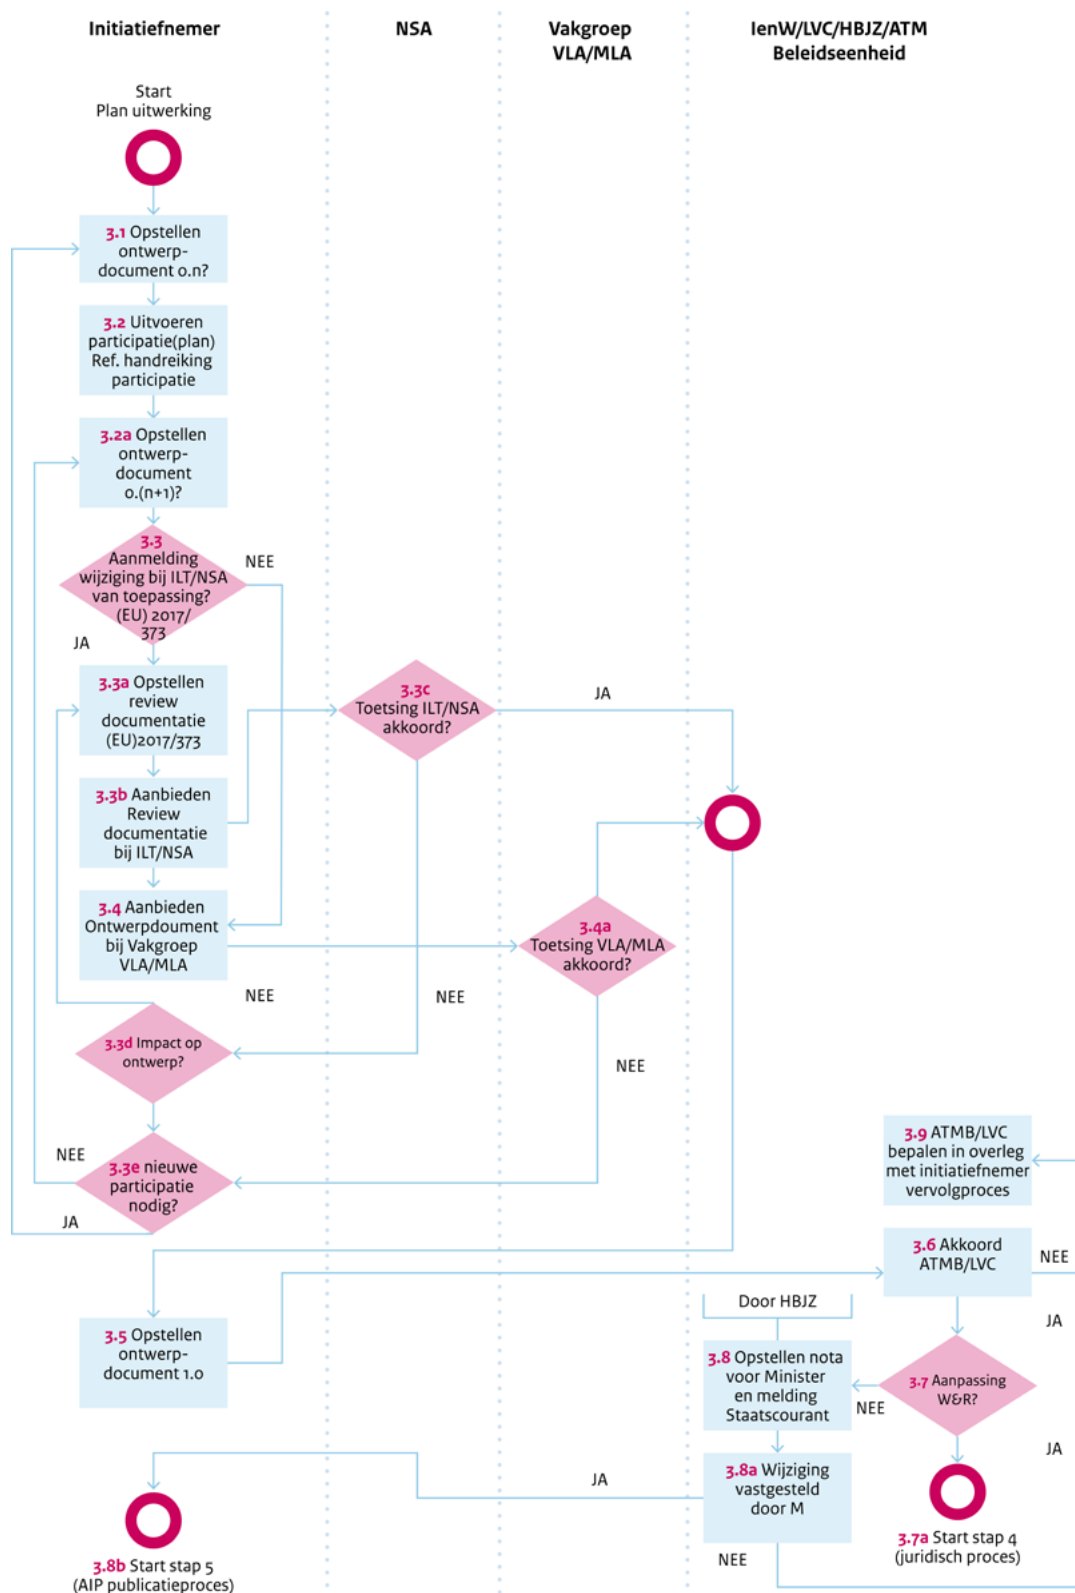 Initiatiefnemer
NSA
Vakgroep
VLA/MLA
IenW/LVC/HBJZ/ATM
Beleidseenheid
Start
Plan uitwerking
3.1 Opstellen
ontwerp-
document 0.n?
3.2 Uitvoeren
participatie(plan)
Ref. handreiking
participatie
3.2a Opstellen
ontwerp-
document
0.(n+1)?
3.3
Aanmelding
wijziging bij ILT/NSA
van toepassing?
(EU) 2017/
373
NEE
JA
3.3a Opstellen
review
documentatie
(EU)2017/373
3.3c
Toetsing ILT/NSA
akkoord?
JA
3.3b Aanbieden
Review
documentatie
bij ILT/NSA
3.4 Aanbieden
Ontwerpdoument
bij Vakgroep
VLA/MLA
3.4a
Toetsing VLA/MLA
akkoord?
NEE
NEE
3.3d Impact op
ontwerp?
NEE
NEE
3.3e nieuwe
participatie
nodig?
JA
3.9 ATMB/LVC
bepalen in overleg
met initiatiefnemer
vervolgproces
3.6 Akkoord
ATMB/LVC
NEE
JA
Door HBJZ
3.5 Opstellen
ontwerp-
document 1.0
3.8 Opstellen nota
voor Minister
en melding
Staatscourant
3.7 Aanpassing
W&R?
NEE
JA
3.8a Wijziging
vastgesteld
door M
JA
NEE
3.7a Start stap 4
(juridisch proces)
3.8b Start stap 5
(AIP publicatieproces)